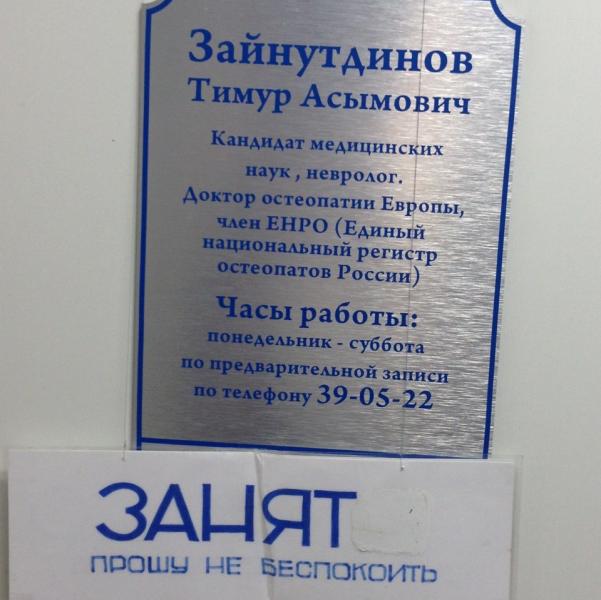 Зайнутдинов
Тимур Асымович
Кандидат медицинских
наук , невролог.
Доктор остеопатии Европы,
член ЕНРО (Единый
национальный регистр
остеопатов России)
Часы работы:
понедельник - суббота
по предварительной записи
по телефону 39-05-22
ЗАНЯТ
ПРОШУ НЕ БЕСПОКОИТЬ